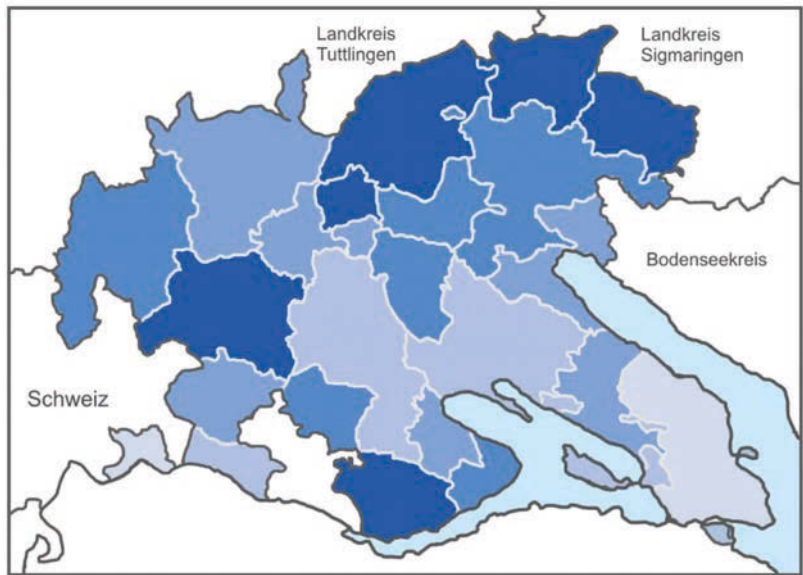 Landkreis
Tuttlingen
Landkreis
Sigmaringen
Bodenseekreis
Schweiz